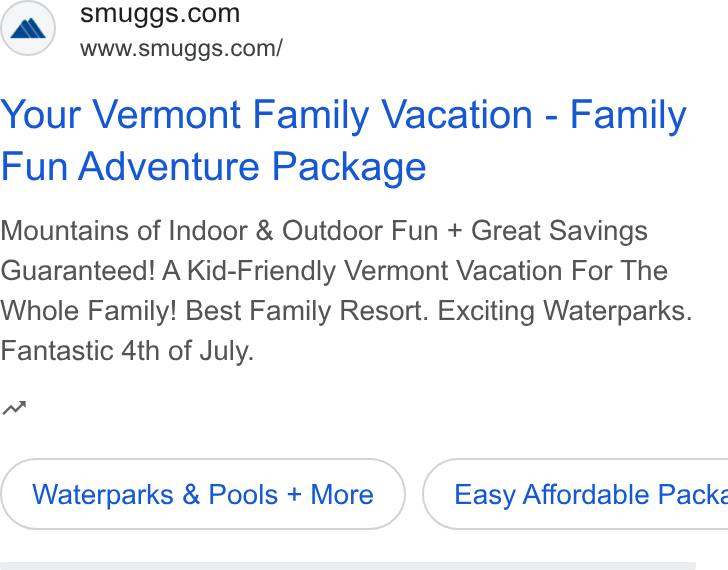 smuggs.com
www.smuggs.com/
Your Vermont Family Vacation - Family
Fun Adventure Package
Mountains of Indoor & Outdoor Fun + Great Savings
Guaranteed! A Kid-Friendly Vermont Vacation For The
Whole Family! Best Family Resort. Exciting Waterparks.
Fantastic 4th of July.
Waterparks & Pools + More
Easy Affordable